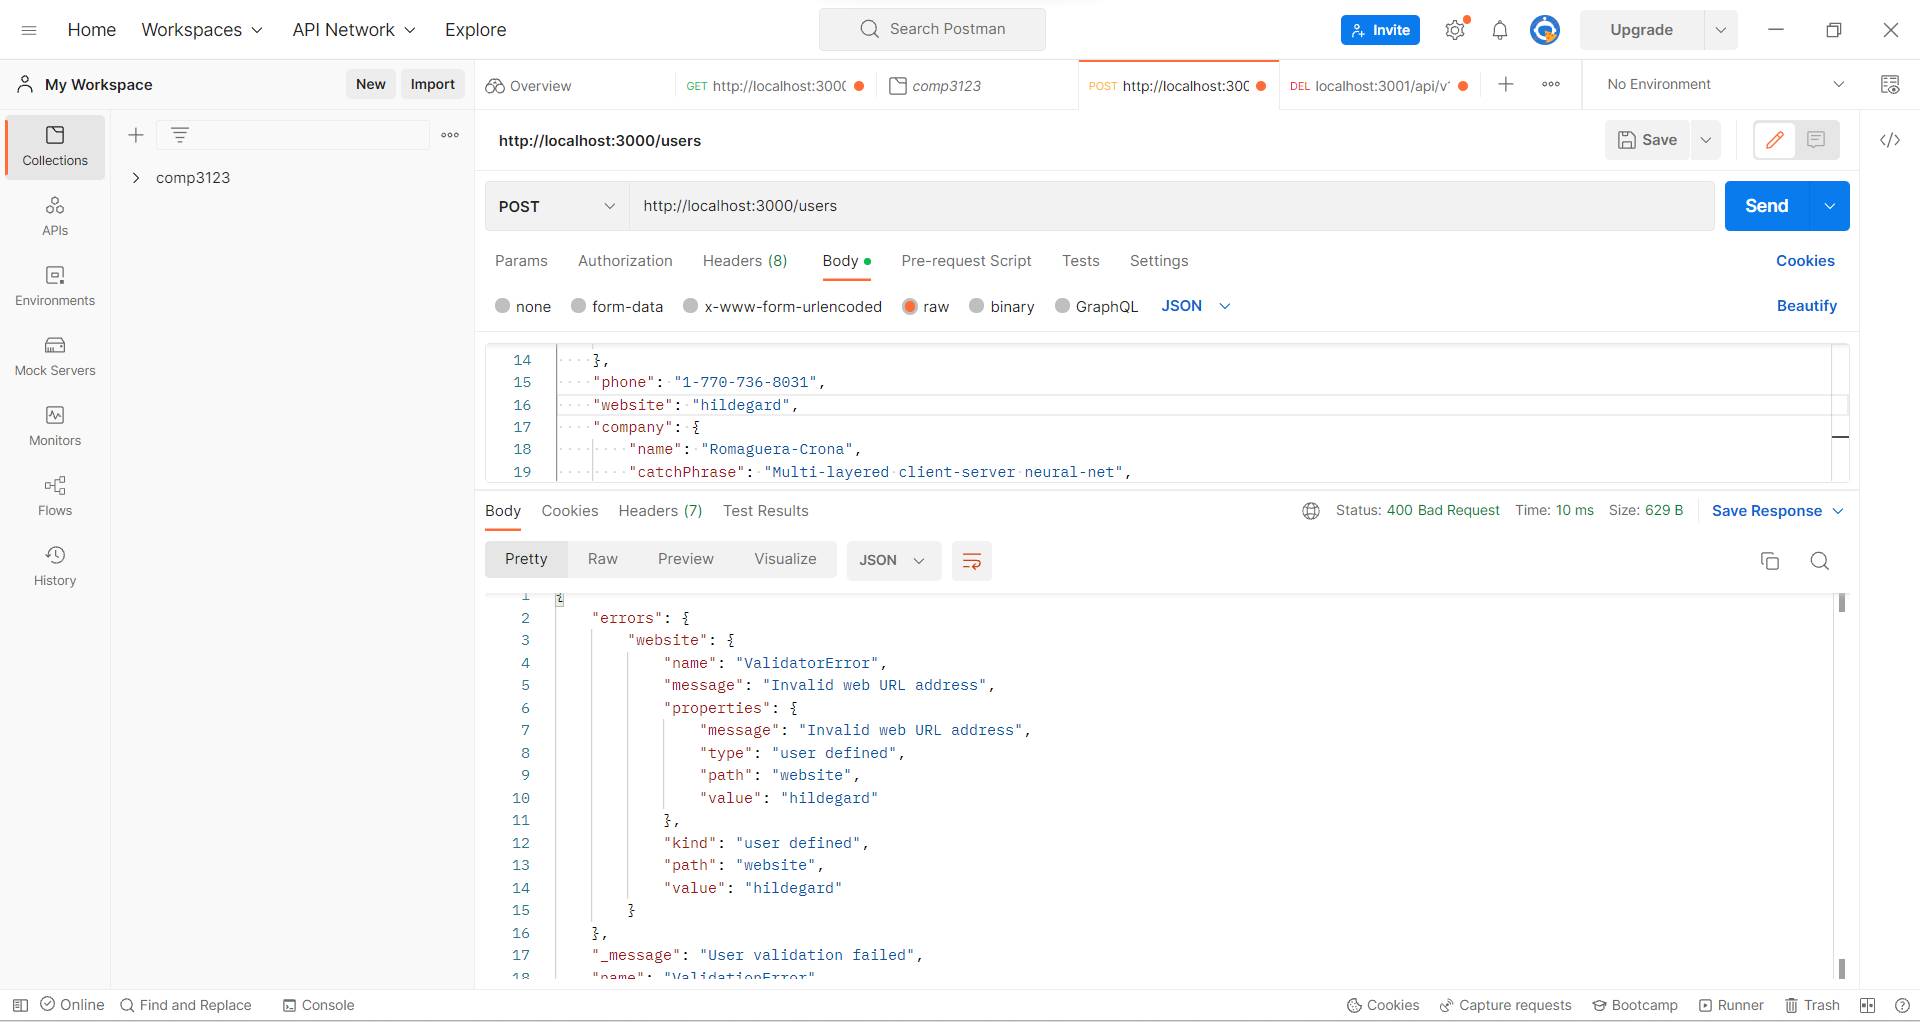 Home Workspaces API Network Explore Search Postman Invite Upgrade
My Workspace New Import Overview GET http://localhost:3000 comp3123 POST http://localhost:300 DEL localhost:3001/api/v1 No Environment
Collections
comp3123
APIs
Environments
Mock Servers
Monitors
Flows
History
http://localhost:3000/users Save
POST http://localhost:3000/users Send
Params Authorization Headers (8) Body Pre-request Script Tests Settings Cookies
none form-data x-www-form-urlencoded raw binary GraphQL JSON Beautify
14 },
15 "phone": "1-770-736-8031",
16 "website": "hildegard",
17 "company": {
18 "name": "Romaguera-Crona",
19 "catchPhrase": "Multi-layered client-server neural-net",
Body Cookies Headers (7) Test Results Status: 400 Bad Request Time: 10 ms Size: 629 B Save Response
Pretty Raw Preview Visualize JSON
1 {
2 "errors": {
3 "website": {
4 "name": "ValidatorError",
5 "message": "Invalid web URL address",
6 "properties": {
7 "message": "Invalid web URL address",
8 "type": "user defined",
9 "path": "website",
10 "value": "hildegard"
11 },
12 "kind": "user defined",
13 "path": "website",
14 "value": "hildegard"
15 }
16 },
17 "_message": "User validation failed",
18 "name": "ValidationError"
Online Find and Replace Console Cookies Capture requests Bootcamp Runner Trash